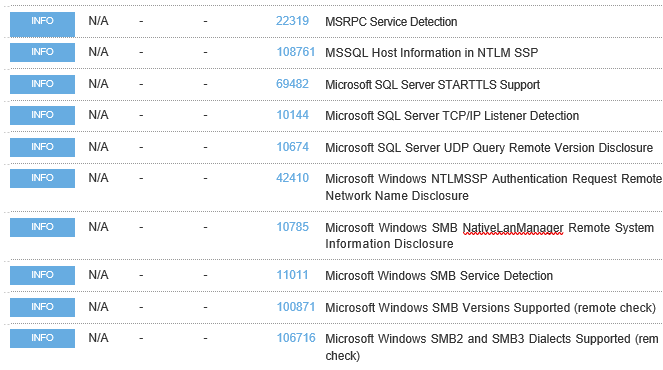 INFO N/A - - 22319 MSRPC Service Detection
INFO N/A - - 108761 MSSQL Host Information in NTLM SSP
INFO N/A - - 69482 Microsoft SQL Server STARTTLS Support
INFO N/A - - 10144 Microsoft SQL Server TCP/IP Listener Detection
INFO N/A - - 10674 Microsoft SQL Server UDP Query Remote Version Disclosure
INFO N/A - - 42410 Microsoft Windows NTLMSSP Authentication Request Remote
Network Name Disclosure
INFO N/A - - 10785 Microsoft Windows SMB NativeLanManager Remote System
Information Disclosure
INFO N/A - - 11011 Microsoft Windows SMB Service Detection
INFO N/A - - 100871 Microsoft Windows SMB Versions Supported (remote check)
INFO N/A - - 106716 Microsoft Windows SMB2 and SMB3 Dialects Supported (rem
check)